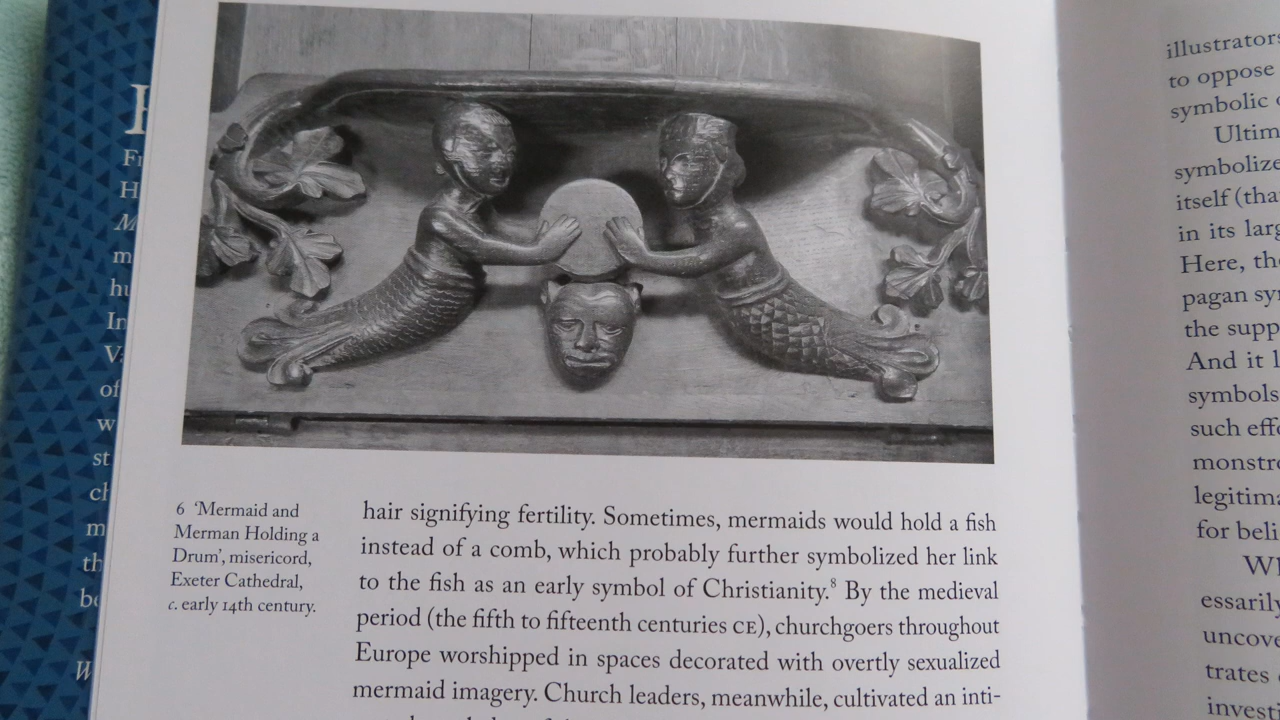 6 ‘Mermaid and
Merman Holding a
Drum’, misericord,
Exeter Cathedral,
c. early 14th century.
hair signifying fertility. Sometimes, mermaids would hold a fish
instead of a comb, which probably further symbolized her link
to the fish as an early symbol of Christianity.⁸ By the medieval
period (the fifth to fifteenth centuries CE), churchgoers throughout
Europe worshipped in spaces decorated with overtly sexualized
mermaid imagery. Church leaders, meanwhile, cultivated an inti-
illustrators
to oppose
symbolic
Ultim
symbolize
itself (tha
in its larg
Here, the
pagan sy
the supp
And it l
symbols
such effe
monstr
legitima
for beli
Wh
essarily
uncove
trates
investi